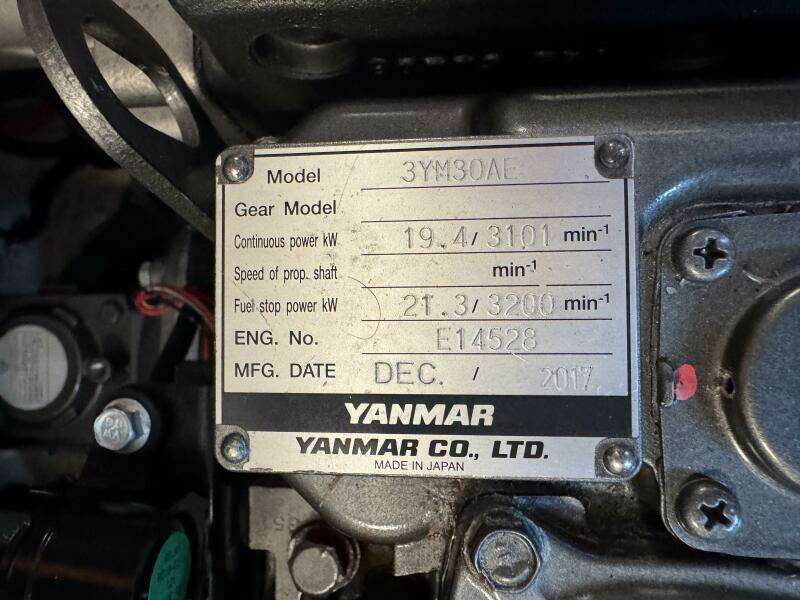 Model 3YM30AE
Gear Model
Continuous power kW 19.4/3101 min-1
Speed of prop. shaft min-1
Fuel stop power kW 21.3/3200 min-1
ENG. No. E14528
MFG. DATE DEC. / 2017
YANMAR
YANMAR CO., LTD.
MADE IN JAPAN